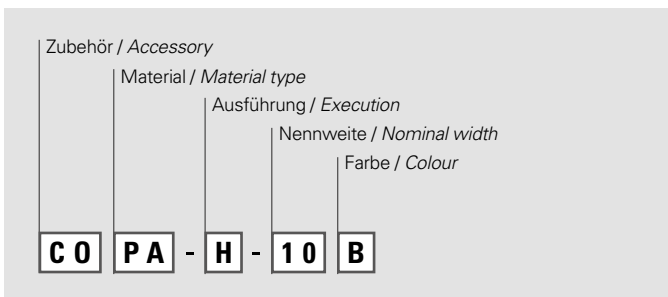 Zubehör / Accessory
Material / Material type
Ausführung / Execution
Nennweite / Nominal width
Farbe / Colour
CO PA - H - 10 B